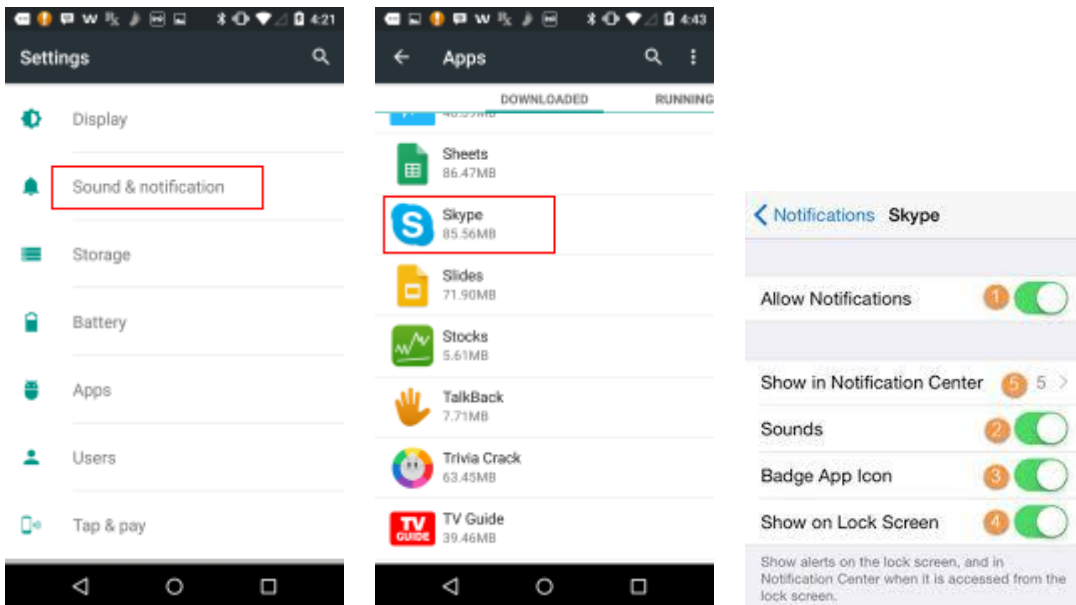 4:21
Settings
Display
Sound & notification
Storage
Battery
Apps
Users
Tap & pay
4:43
Apps
DOWNLOADED RUNNING
Sheets
86.47MB
Skype
85.56MB
Slides
71.90MB
Stocks
5.61MB
TalkBack
7.71MB
Trivia Crack
63.45MB
TV GUIDE
TV Guide
39.46MB
Notifications Skype
Allow Notifications 1
Show in Notification Center 5 5
Sounds 2
Badge App Icon 3
Show on Lock Screen 4
Show alerts on the lock screen, and in
Notification Center when it is accessed from the
lock screen.